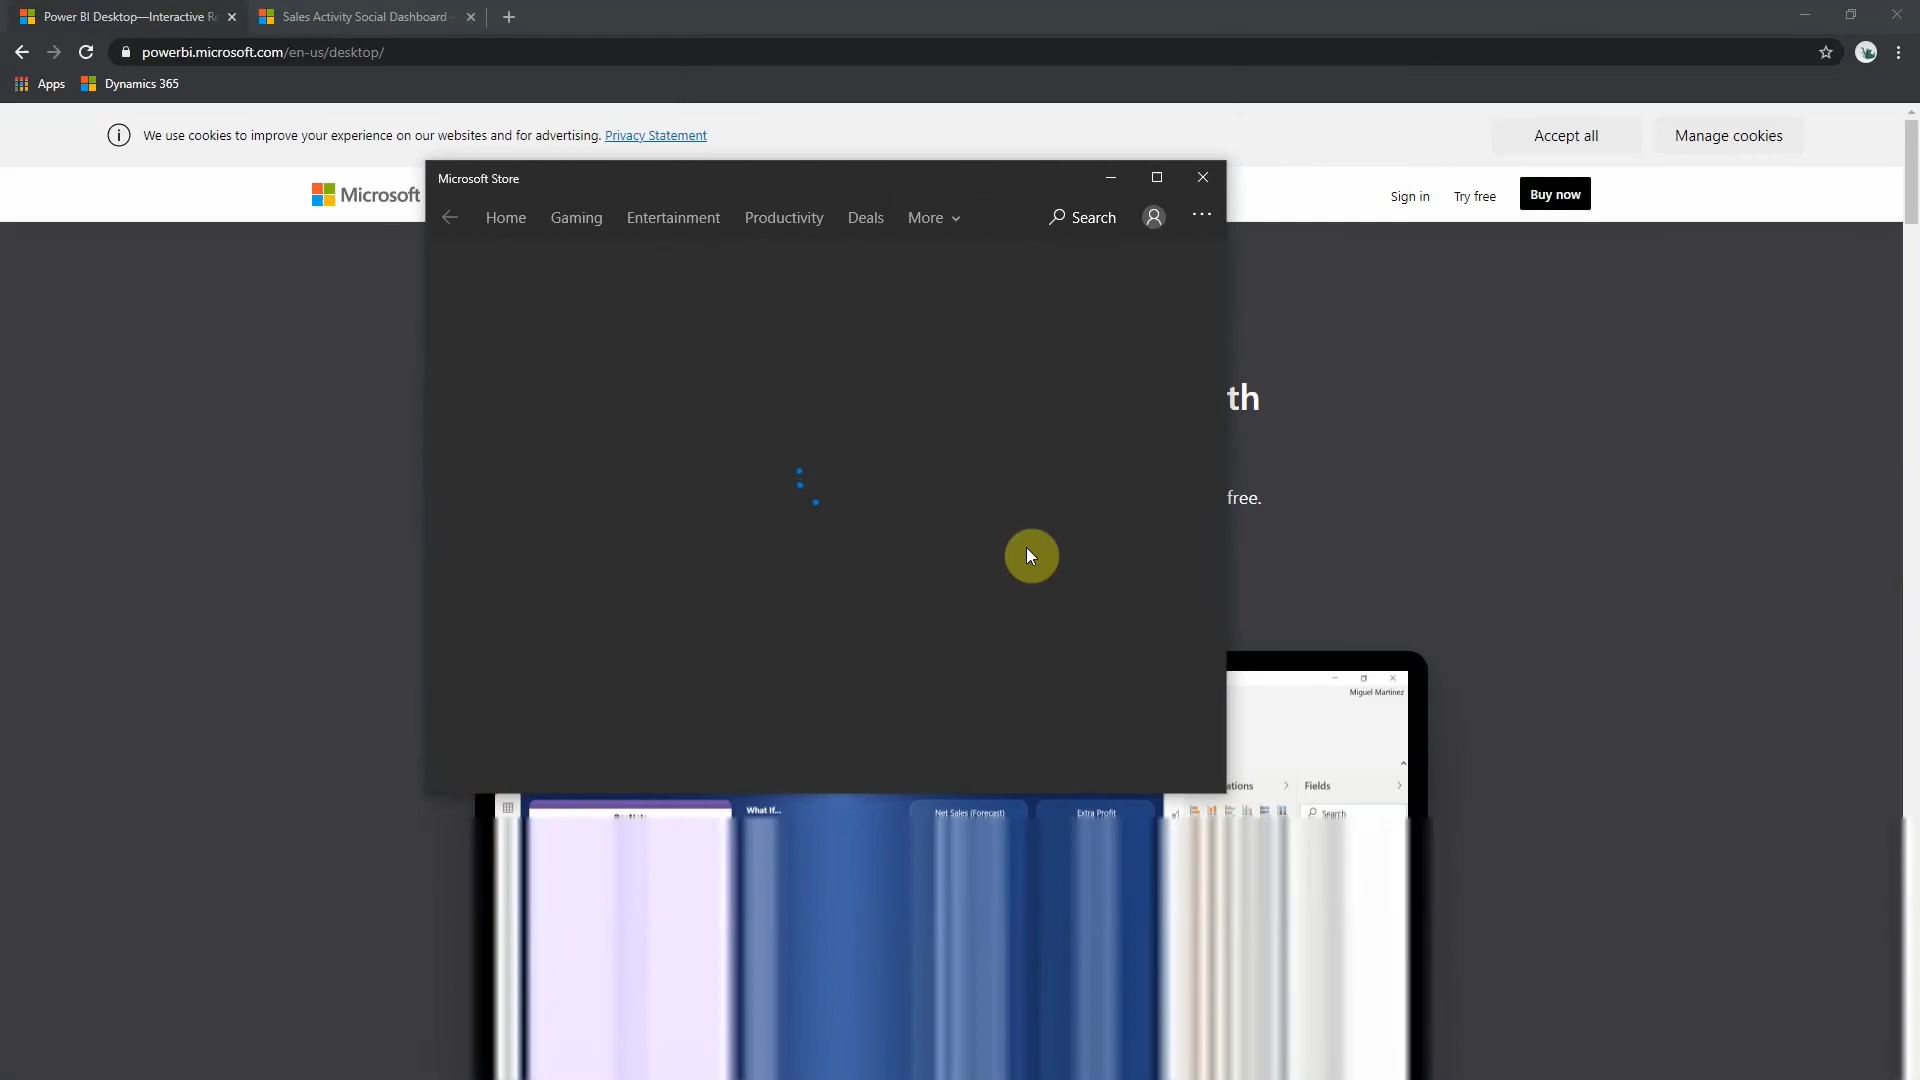 Power BI Desktop—Interactive Re
Sales Activity Social Dashboard -
powerbi.microsoft.com/en-us/desktop/
Apps
Dynamics 365
We use cookies to improve your experience on our websites and for advertising. Privacy Statement
Accept all
Manage cookies
Microsoft
Sign in
Try free
Buy now
Microsoft Store
Home
Gaming
Entertainment
Productivity
Deals
More
Search
th
free.
Miguel Martinez
ations
Fields
What If...
Net Sales (Forecast)
Extra Profit
Search